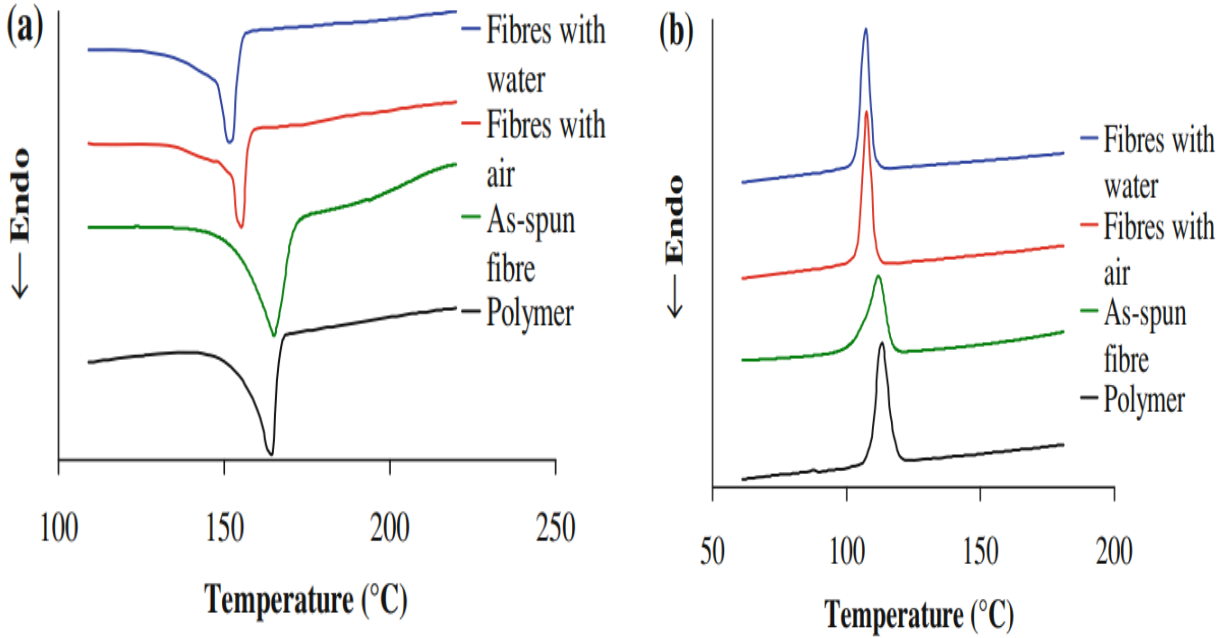 (a)
Fibres with
water
Fibres with
air
As-spun
fibre
Polymer
← Endo
100 150 200 250
Temperature (°C)
(b)
Fibres with
water
Fibres with
air
As-spun
fibre
Polymer
← Endo
50 100 150 200
Temperature (°C)